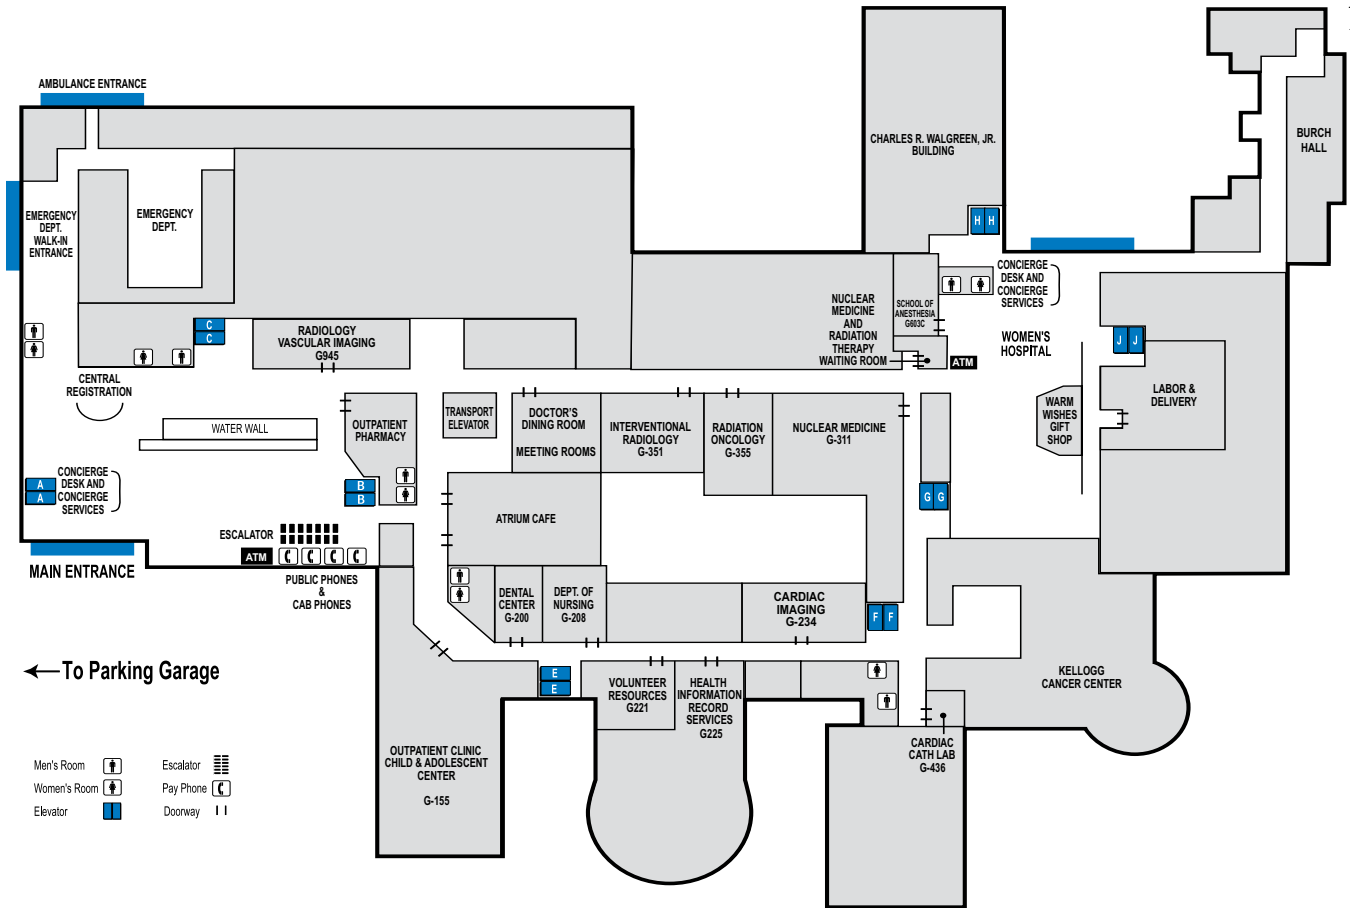 AMBULANCE ENTRANCE
EMERGENCY
DEPT.
WALK-IN
ENTRANCE
EMERGENCY
DEPT.
CHARLES R. WALGREEN, JR.
BUILDING
BURCH
HALL
H H
CONCIERGE
DESK AND
CONCIERGE
SERVICES
NUCLEAR
MEDICINE
AND
RADIATION
THERAPY
WAITING ROOM
SCHOOL OF
ANESTHESIA
G603C
ATM
WOMEN'S
HOSPITAL
J J
C
C
RADIOLOGY
VASCULAR IMAGING
G945
CENTRAL
REGISTRATION
WATER WALL
OUTPATIENT
PHARMACY
TRANSPORT
ELEVATOR
DOCTOR'S
DINING ROOM
MEETING ROOMS
INTERVENTIONAL
RADIOLOGY
G-351
RADIATION
ONCOLOGY
G-355
NUCLEAR MEDICINE
G-311
WARM
WISHES
GIFT
SHOP
LABOR &
DELIVERY
A
A
CONCIERGE
DESK AND
CONCIERGE
SERVICES
B
B
G G
ATRIUM CAFE
ESCALATOR
ATM
MAIN ENTRANCE
PUBLIC PHONES
&
CAB PHONES
DENTAL
CENTER
G-200
DEPT. OF
NURSING
G-208
CARDIAC
IMAGING
G-234
F F
To Parking Garage
E
E
VOLUNTEER
RESOURCES
G221
HEALTH
INFORMATION
RECORD
SERVICES
G225
KELLOGG
CANCER CENTER
CARDIAC
CATH LAB
G-436
OUTPATIENT CLINIC
CHILD & ADOLESCENT
CENTER
G-155
Men's Room
Women's Room
Elevator
Escalator
Pay Phone
Doorway